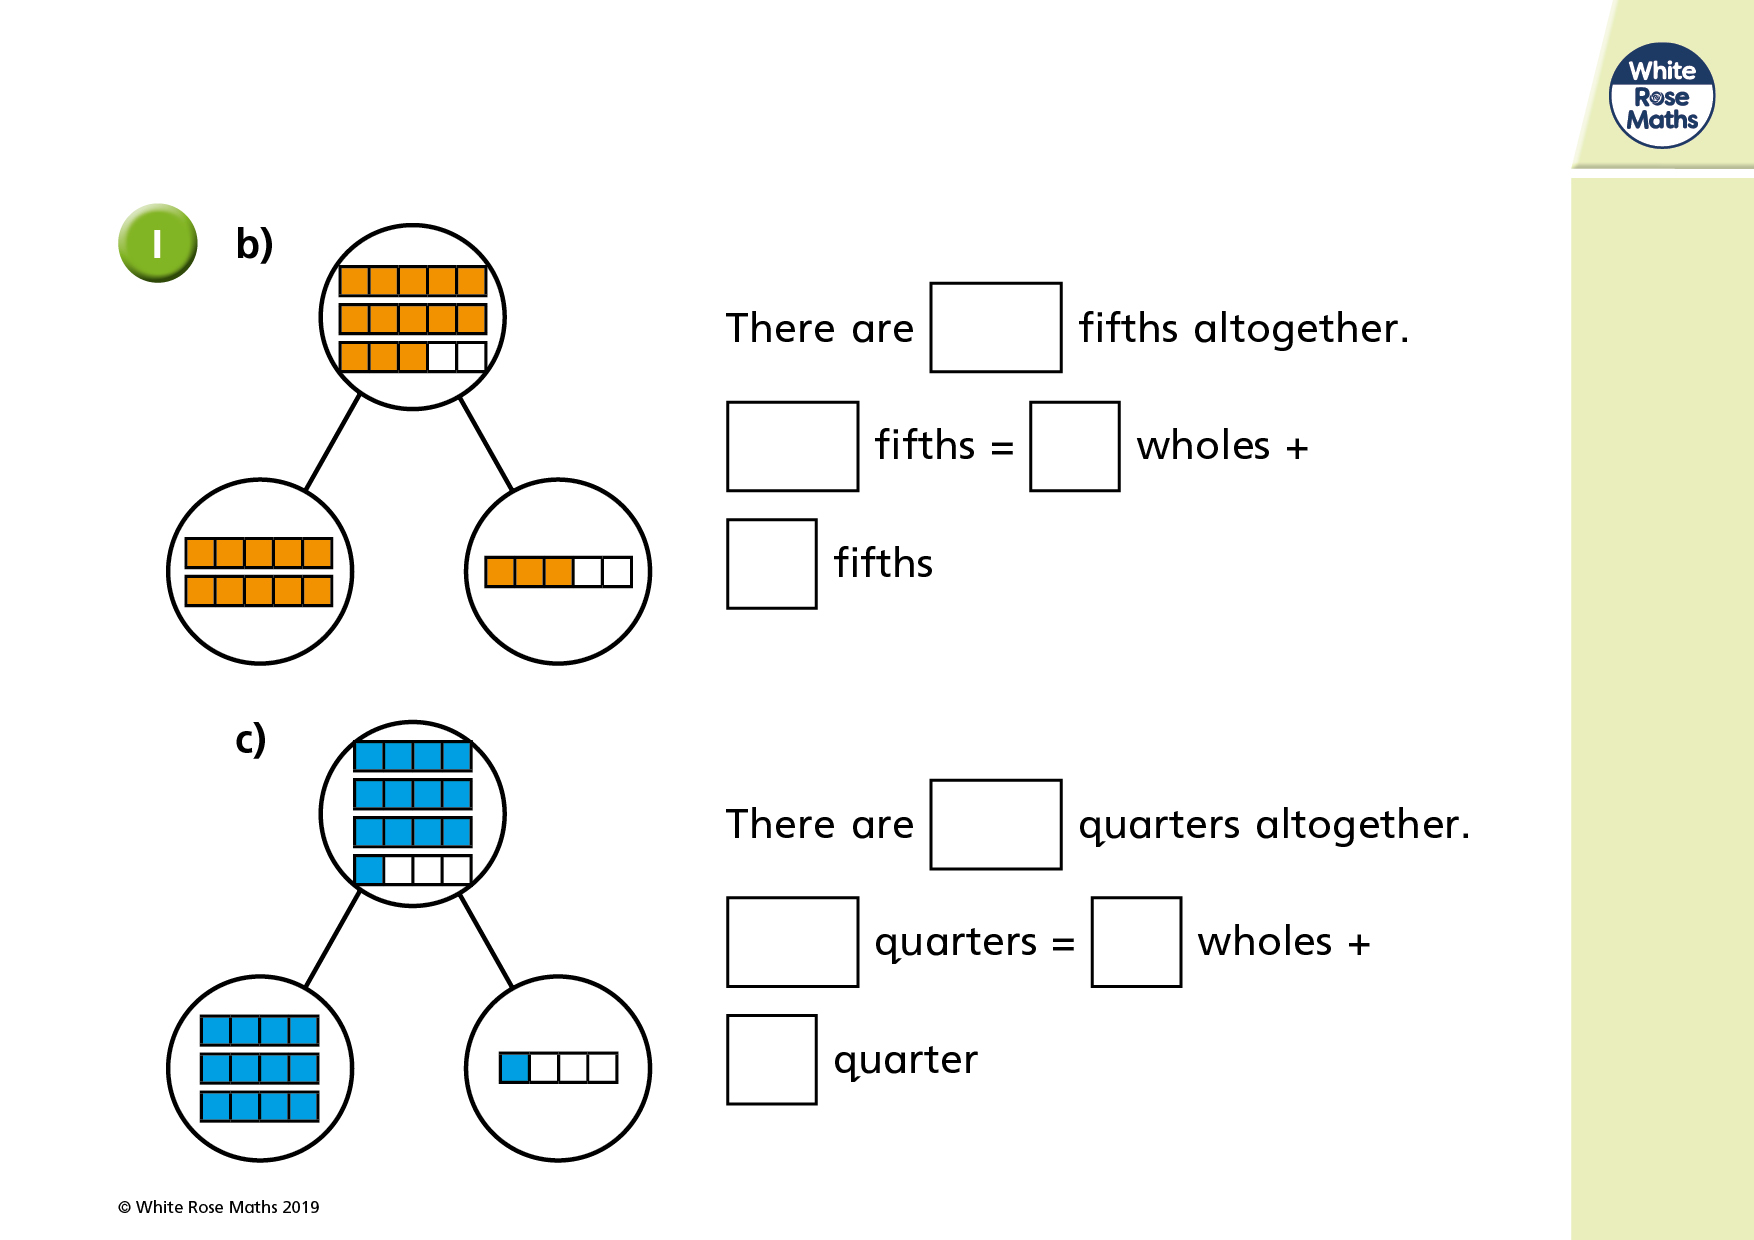 White
Rose
Maths
1 b)
There are fifths altogether.
fifths = wholes +
fifths
c)
There are quarters altogether.
quarters = wholes +
quarter
© White Rose Maths 2019